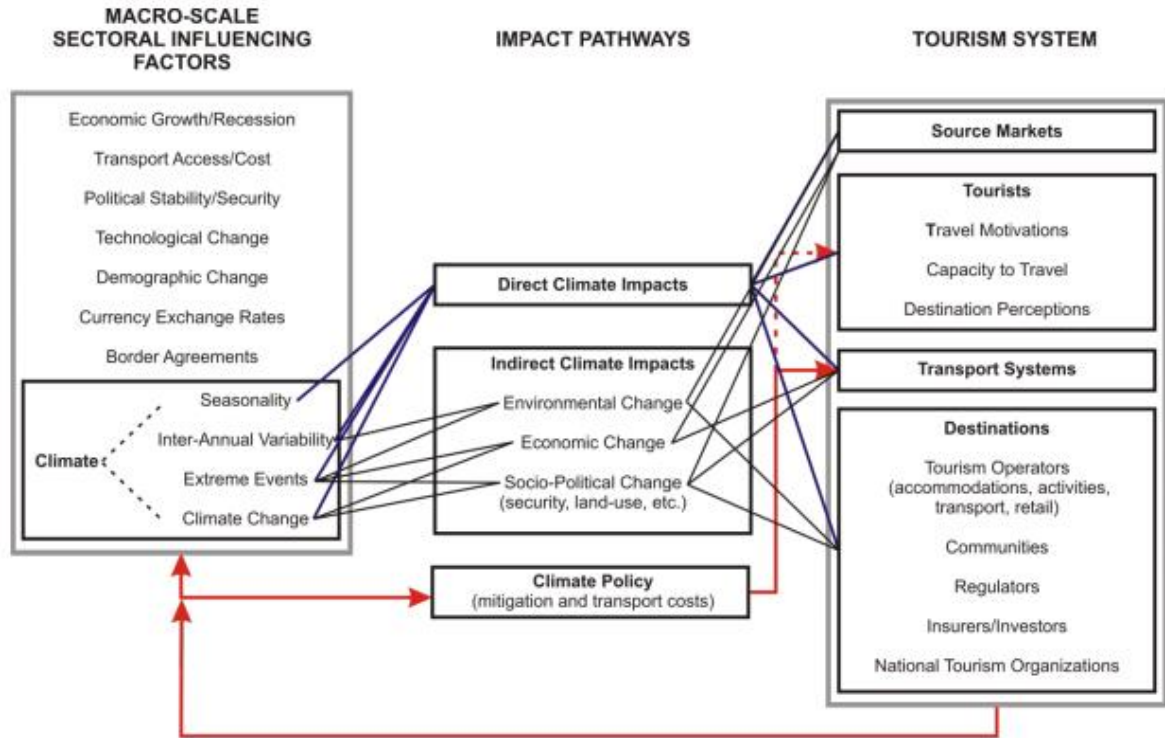 MACRO-SCALE
SECTORAL INFLUENCING
FACTORS
Economic Growth/Recession
Transport Access/Cost
Political Stability/Security
Technological Change
Demographic Change
Currency Exchange Rates
Border Agreements
Climate
Seasonality
Inter-Annual Variability
Extreme Events
Climate Change
IMPACT PATHWAYS
Direct Climate Impacts
Indirect Climate Impacts
Environmental Change
Economic Change
Socio-Political Change
(security, land-use, etc.)
Climate Policy
(mitigation and transport costs)
TOURISM SYSTEM
Source Markets
Tourists
Travel Motivations
Capacity to Travel
Destination Perceptions
Transport Systems
Destinations
Tourism Operators
(accommodations, activities,
transport, retail)
Communities
Regulators
Insurers/Investors
National Tourism Organizations